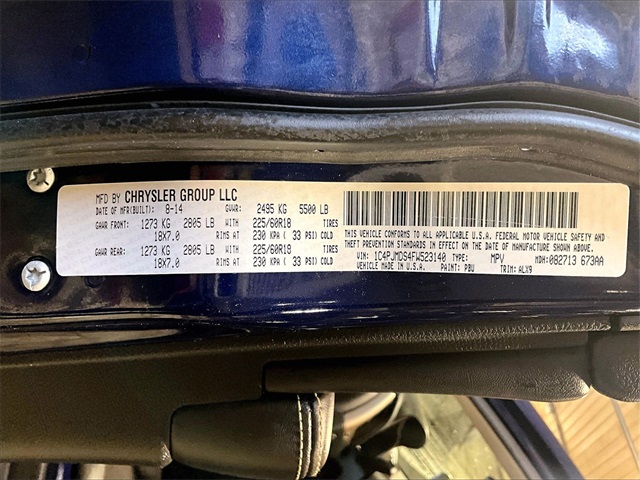 MFD BY CHRYSLER GROUP LLC
DATE OF MFR(BUILT): 8-14 GVWR: 2495 KG 5500 LB
GAWR FRONT: 1273 KG 2805 LB WITH 225/60R18 TIRES
18X7.0 RIMS AT 230 KPA ( 33 PSI) COLD
GAWR REAR: 1273 KG 2805 LB WITH 225/60R18 TIRES
18X7.0 RIMS AT 230 KPA ( 33 PSI) COLD
THIS VEHICLE CONFORMS TO ALL APPLICABLE U.S.A. FEDERAL MOTOR VEHICLE SAFETY AND
THEFT PREVENTION STANDARDS IN EFFECT ON THE DATE OF MANUFACTURE SHOWN ABOVE.
VIN: 1C4PJMDS4FW523140 TYPE: MPV MDH:082713 673AA
VEHICLE MADE IN U.S.A. PAINT: PBU TRIM: ALX9